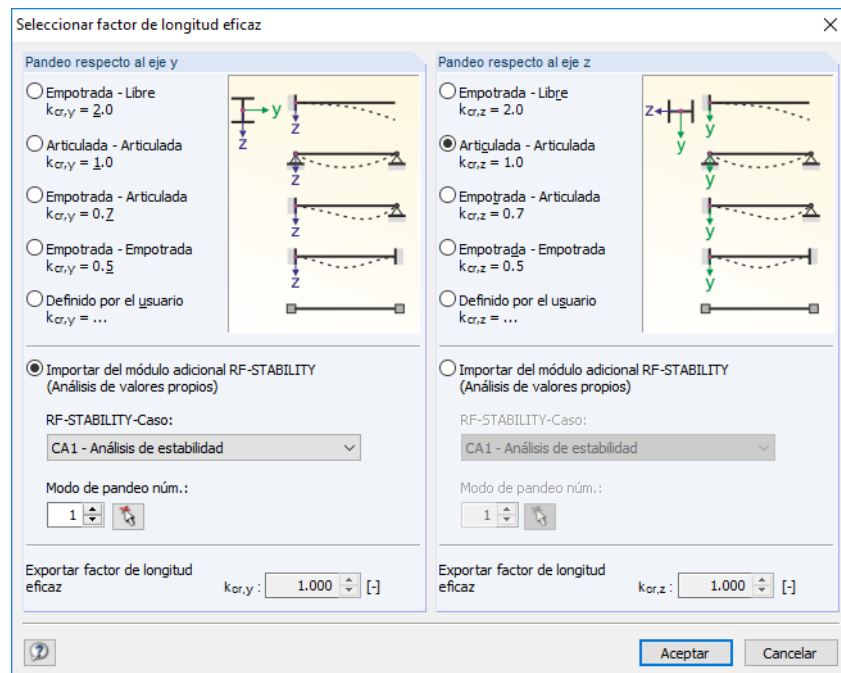 Seleccionar factor de longitud eficaz
Pandeo respecto al eje y
Empotrada - Libre
kcr,y = 2.0
Articulada - Articulada
kcr,y = 1.0
Empotrada - Articulada
kcr,y = 0.7
Empotrada - Empotrada
kcr,y = 0.5
Definido por el usuario
kcr,y = ...
y
z
z
z
z
z
Importar del módulo adicional RF-STABILITY
(Análisis de valores propios)
RF-STABILITY-Caso:
CA1 - Análisis de estabilidad
Modo de pandeo núm.:
1
Exportar factor de longitud
eficaz
kcr,y : 1.000 [-]
Pandeo respecto al eje z
Empotrada - Libre
kcr,z = 2.0
Articulada - Articulada
kcr,z = 1.0
Empotrada - Articulada
kcr,z = 0.7
Empotrada - Empotrada
kcr,z = 0.5
Definido por el usuario
kcr,z = ...
z
y
y
y
y
y
Importar del módulo adicional RF-STABILITY
(Análisis de valores propios)
RF-STABILITY-Caso:
CA1 - Análisis de estabilidad
Modo de pandeo núm.:
1
Exportar factor de longitud
eficaz
kcr,z : 1.000 [-]
Aceptar
Cancelar